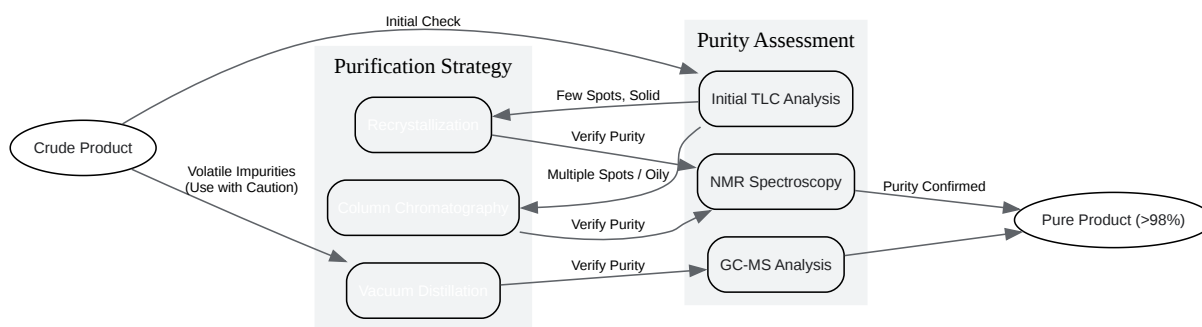 Initial Check
Purity Assessment
Purification Strategy
Initial TLC Analysis
Few Spots, Solid
Recrystallization
Verify Purity
Crude Product
Volatile Impurities
(Use with Caution)
Multiple Spots / Oily
NMR Spectroscopy
Purity Confirmed
Column Chromatography
Verify Purity
Pure Product (>98%)
Verify Purity
GC-MS Analysis
Vacuum Distillation